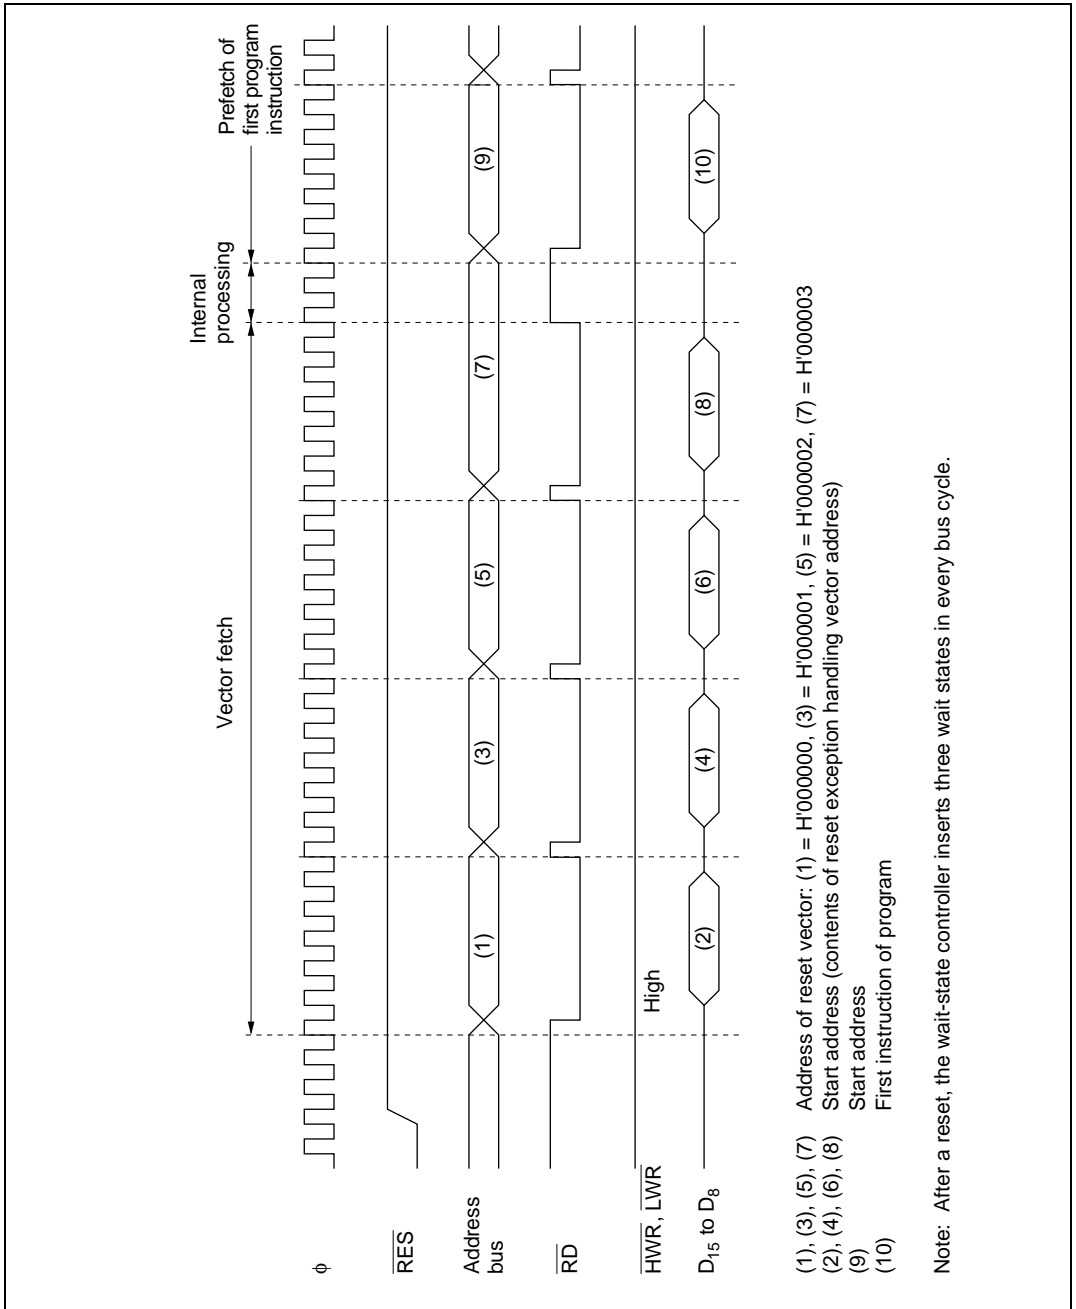 Vector fetch
Internal
processing
Prefetch of
first program
instruction
φ
RES
Address
bus
(1)
(3)
(5)
(7)
(9)
RD
HWR, LWR
High
D15 to D8
(2)
(4)
(6)
(8)
(10)
(1), (3), (5), (7) Address of reset vector: (1) = H'000000, (3) = H'000001, (5) = H'000002, (7) = H'000003
(2), (4), (6), (8) Start address (contents of reset exception handling vector address)
(9) Start address
(10) First instruction of program
Note: After a reset, the wait-state controller inserts three wait states in every bus cycle.